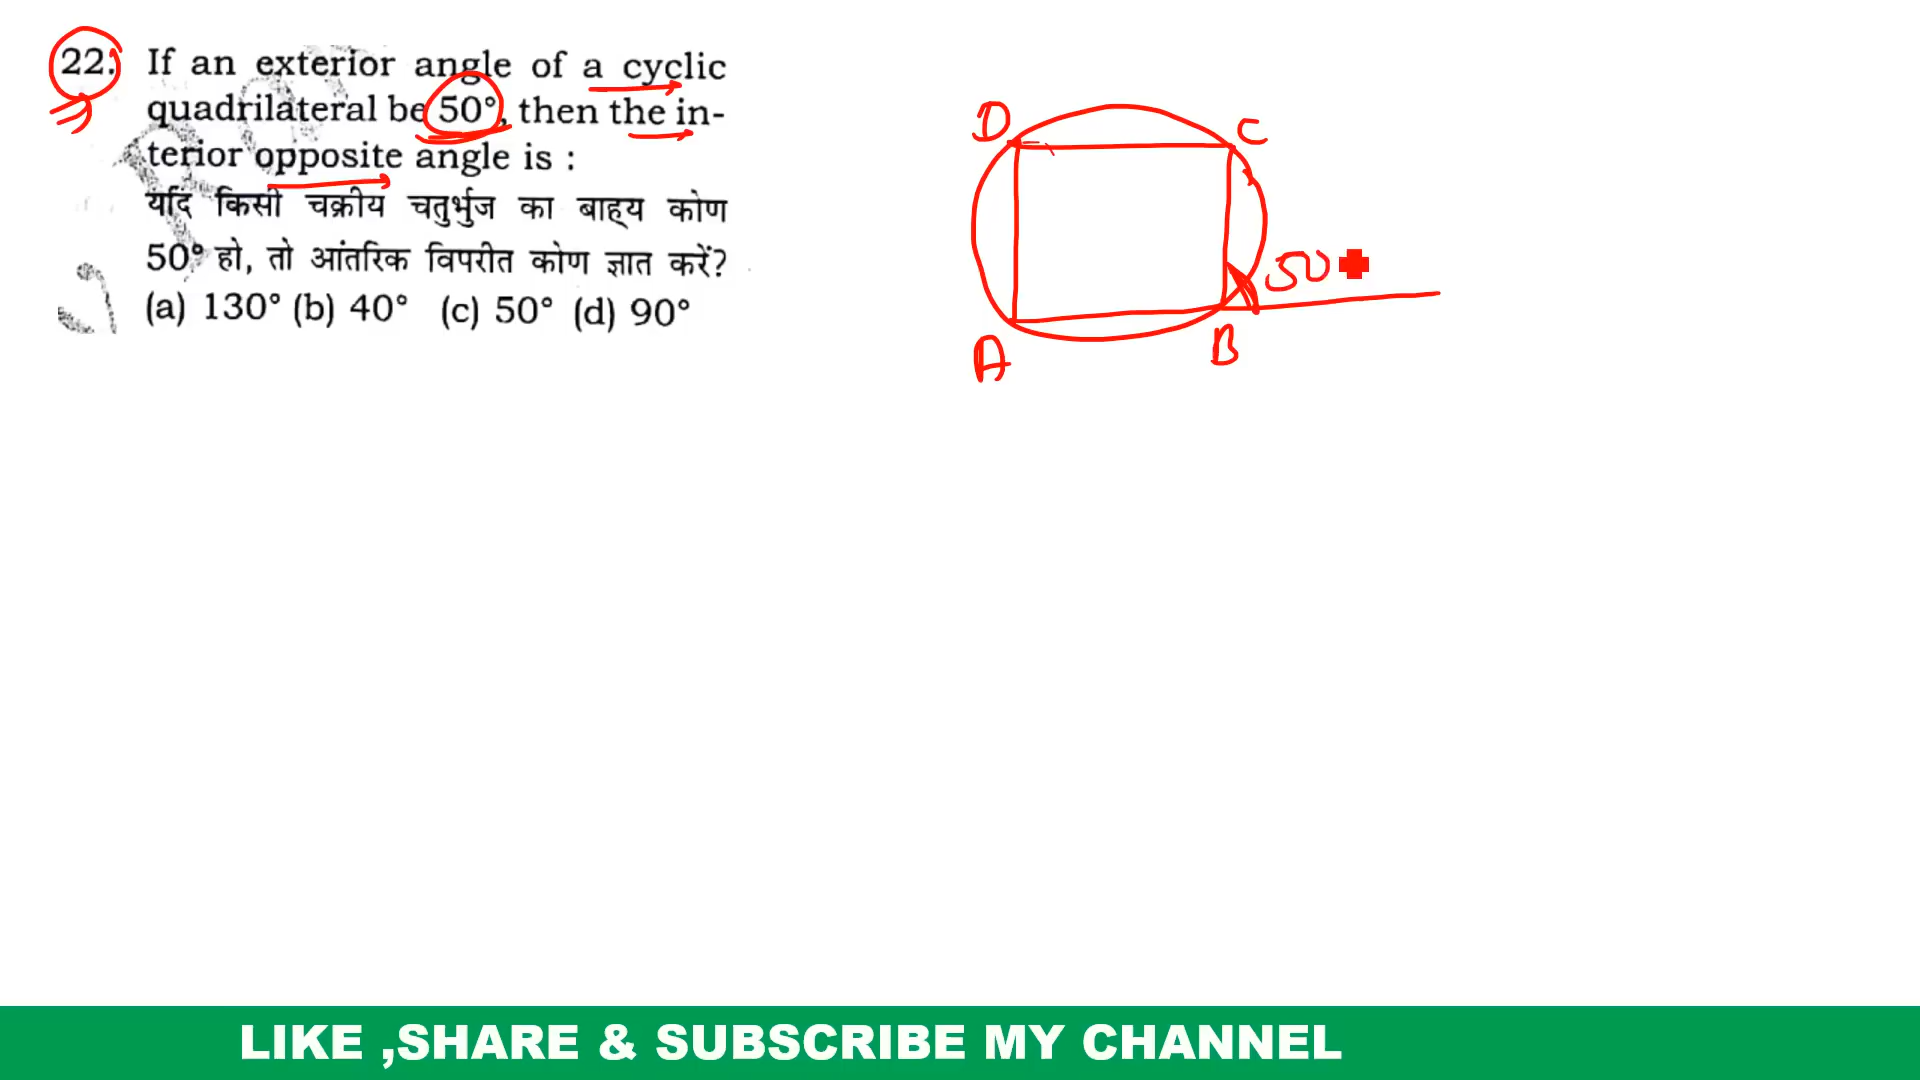 22. If an exterior angle of a cyclic
quadrilateral be 50°, then the in-
terior opposite angle is :
यदि किसी चक्रीय चतुर्भुज का बाह्य कोण
50° हो, तो आंतरिक विपरीत कोण ज्ञात करें?
(a) 130° (b) 40° (c) 50° (d) 90°
D C
50
A B
LIKE ,SHARE & SUBSCRIBE MY CHANNEL